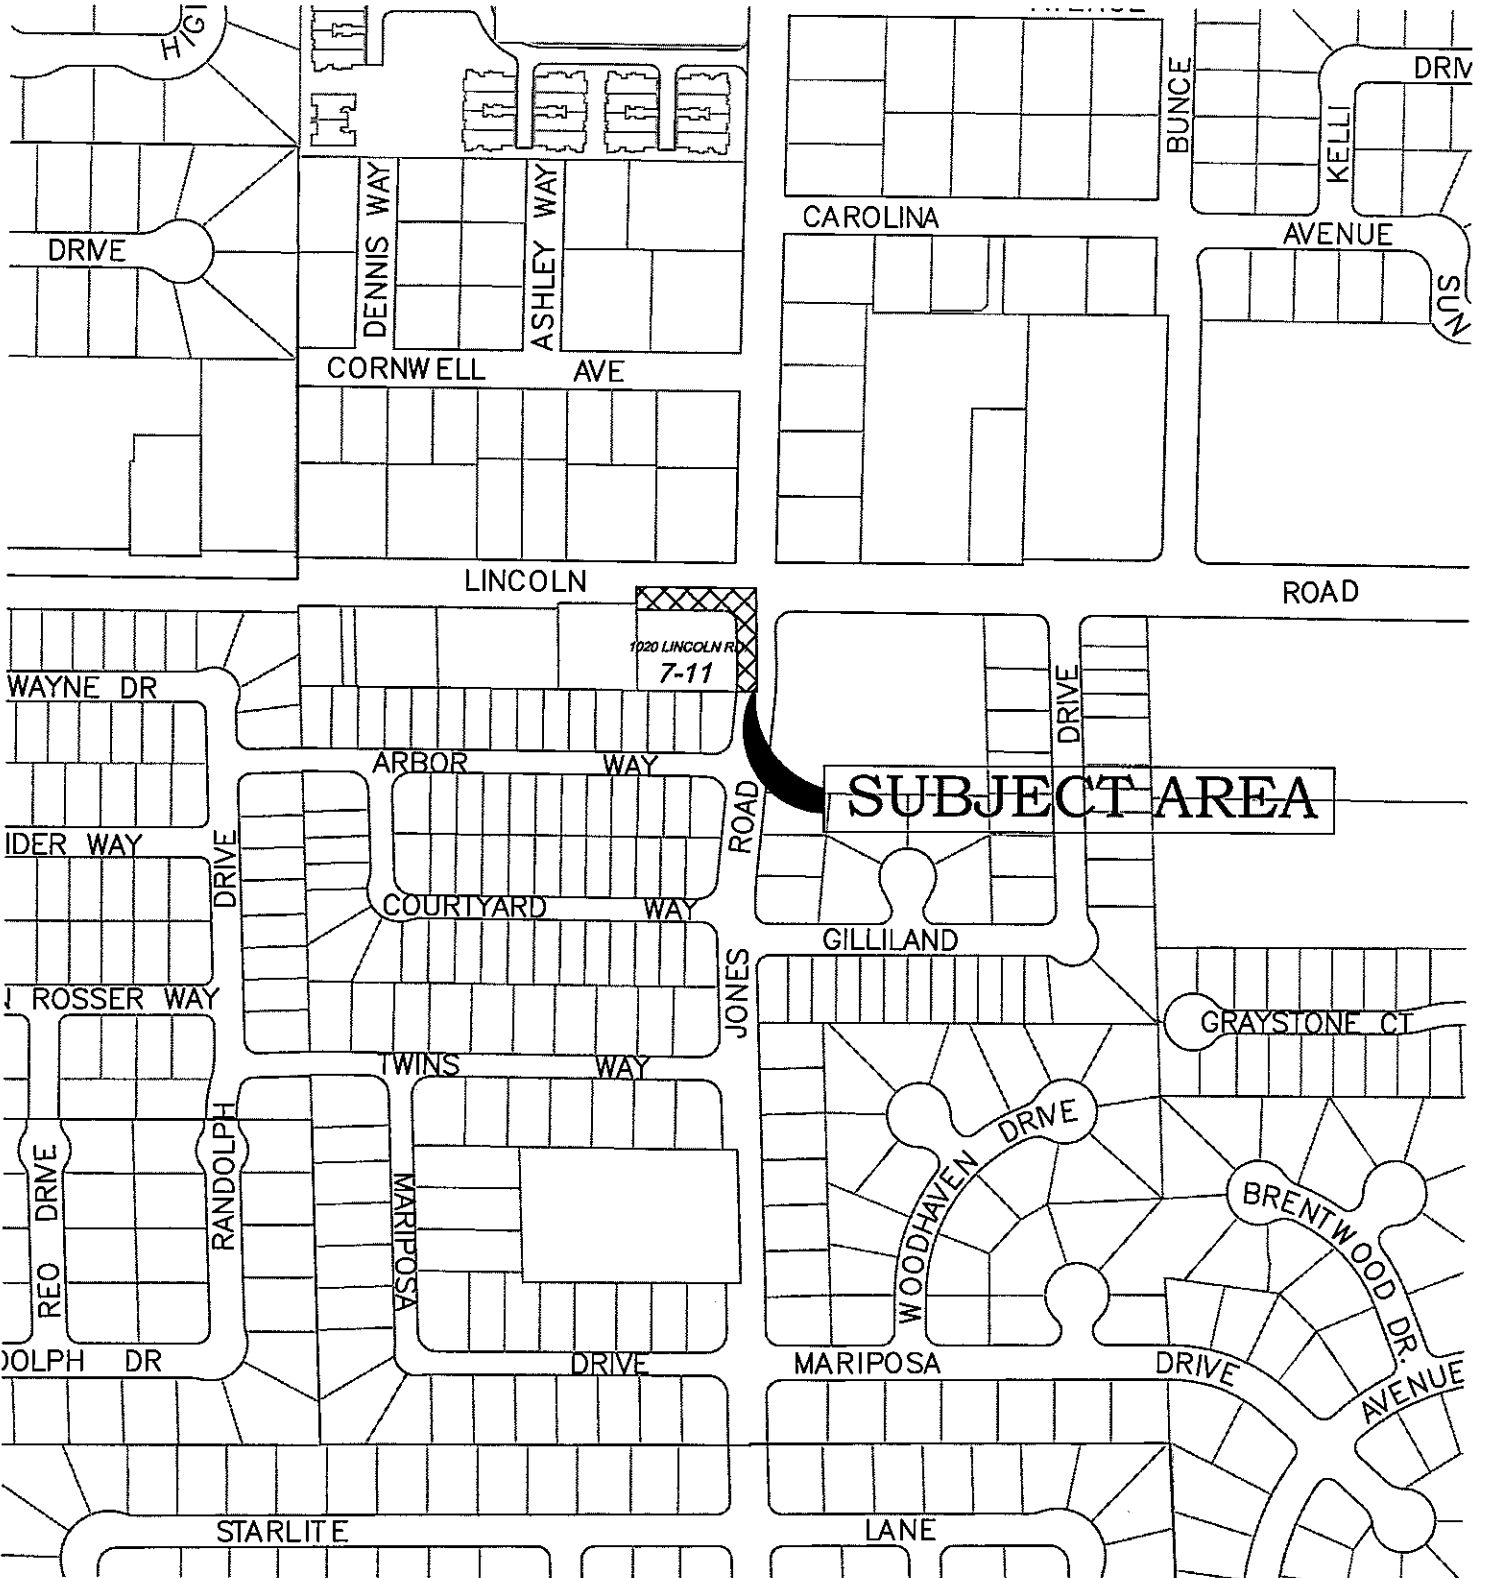 HIGI
DRIV
BUNCE
KELLI
CAROLINA
AVENUE
DRIVE
DENNIS WAY
ASHLEY WAY
SUN
CORNWELL AVE
LINCOLN ROAD
1020 LINCOLN RD.
7-11
WAYNE DR
DRIVE
ARBOR WAY
ROAD
SUBJECT AREA
IDER WAY
DRIVE
COURTYARD WAY
GILLILAND
JONES
ROSSER WAY
GRAYSTONE CT
TWINS WAY
RANDOLPH
REO DRIVE
MARIPOSA
WOODHAVEN DRIVE
BRENTWOOD DR.
DOLPH DR
DRIVE
MARIPOSA DRIVE
AVENUE
STARLITE LANE